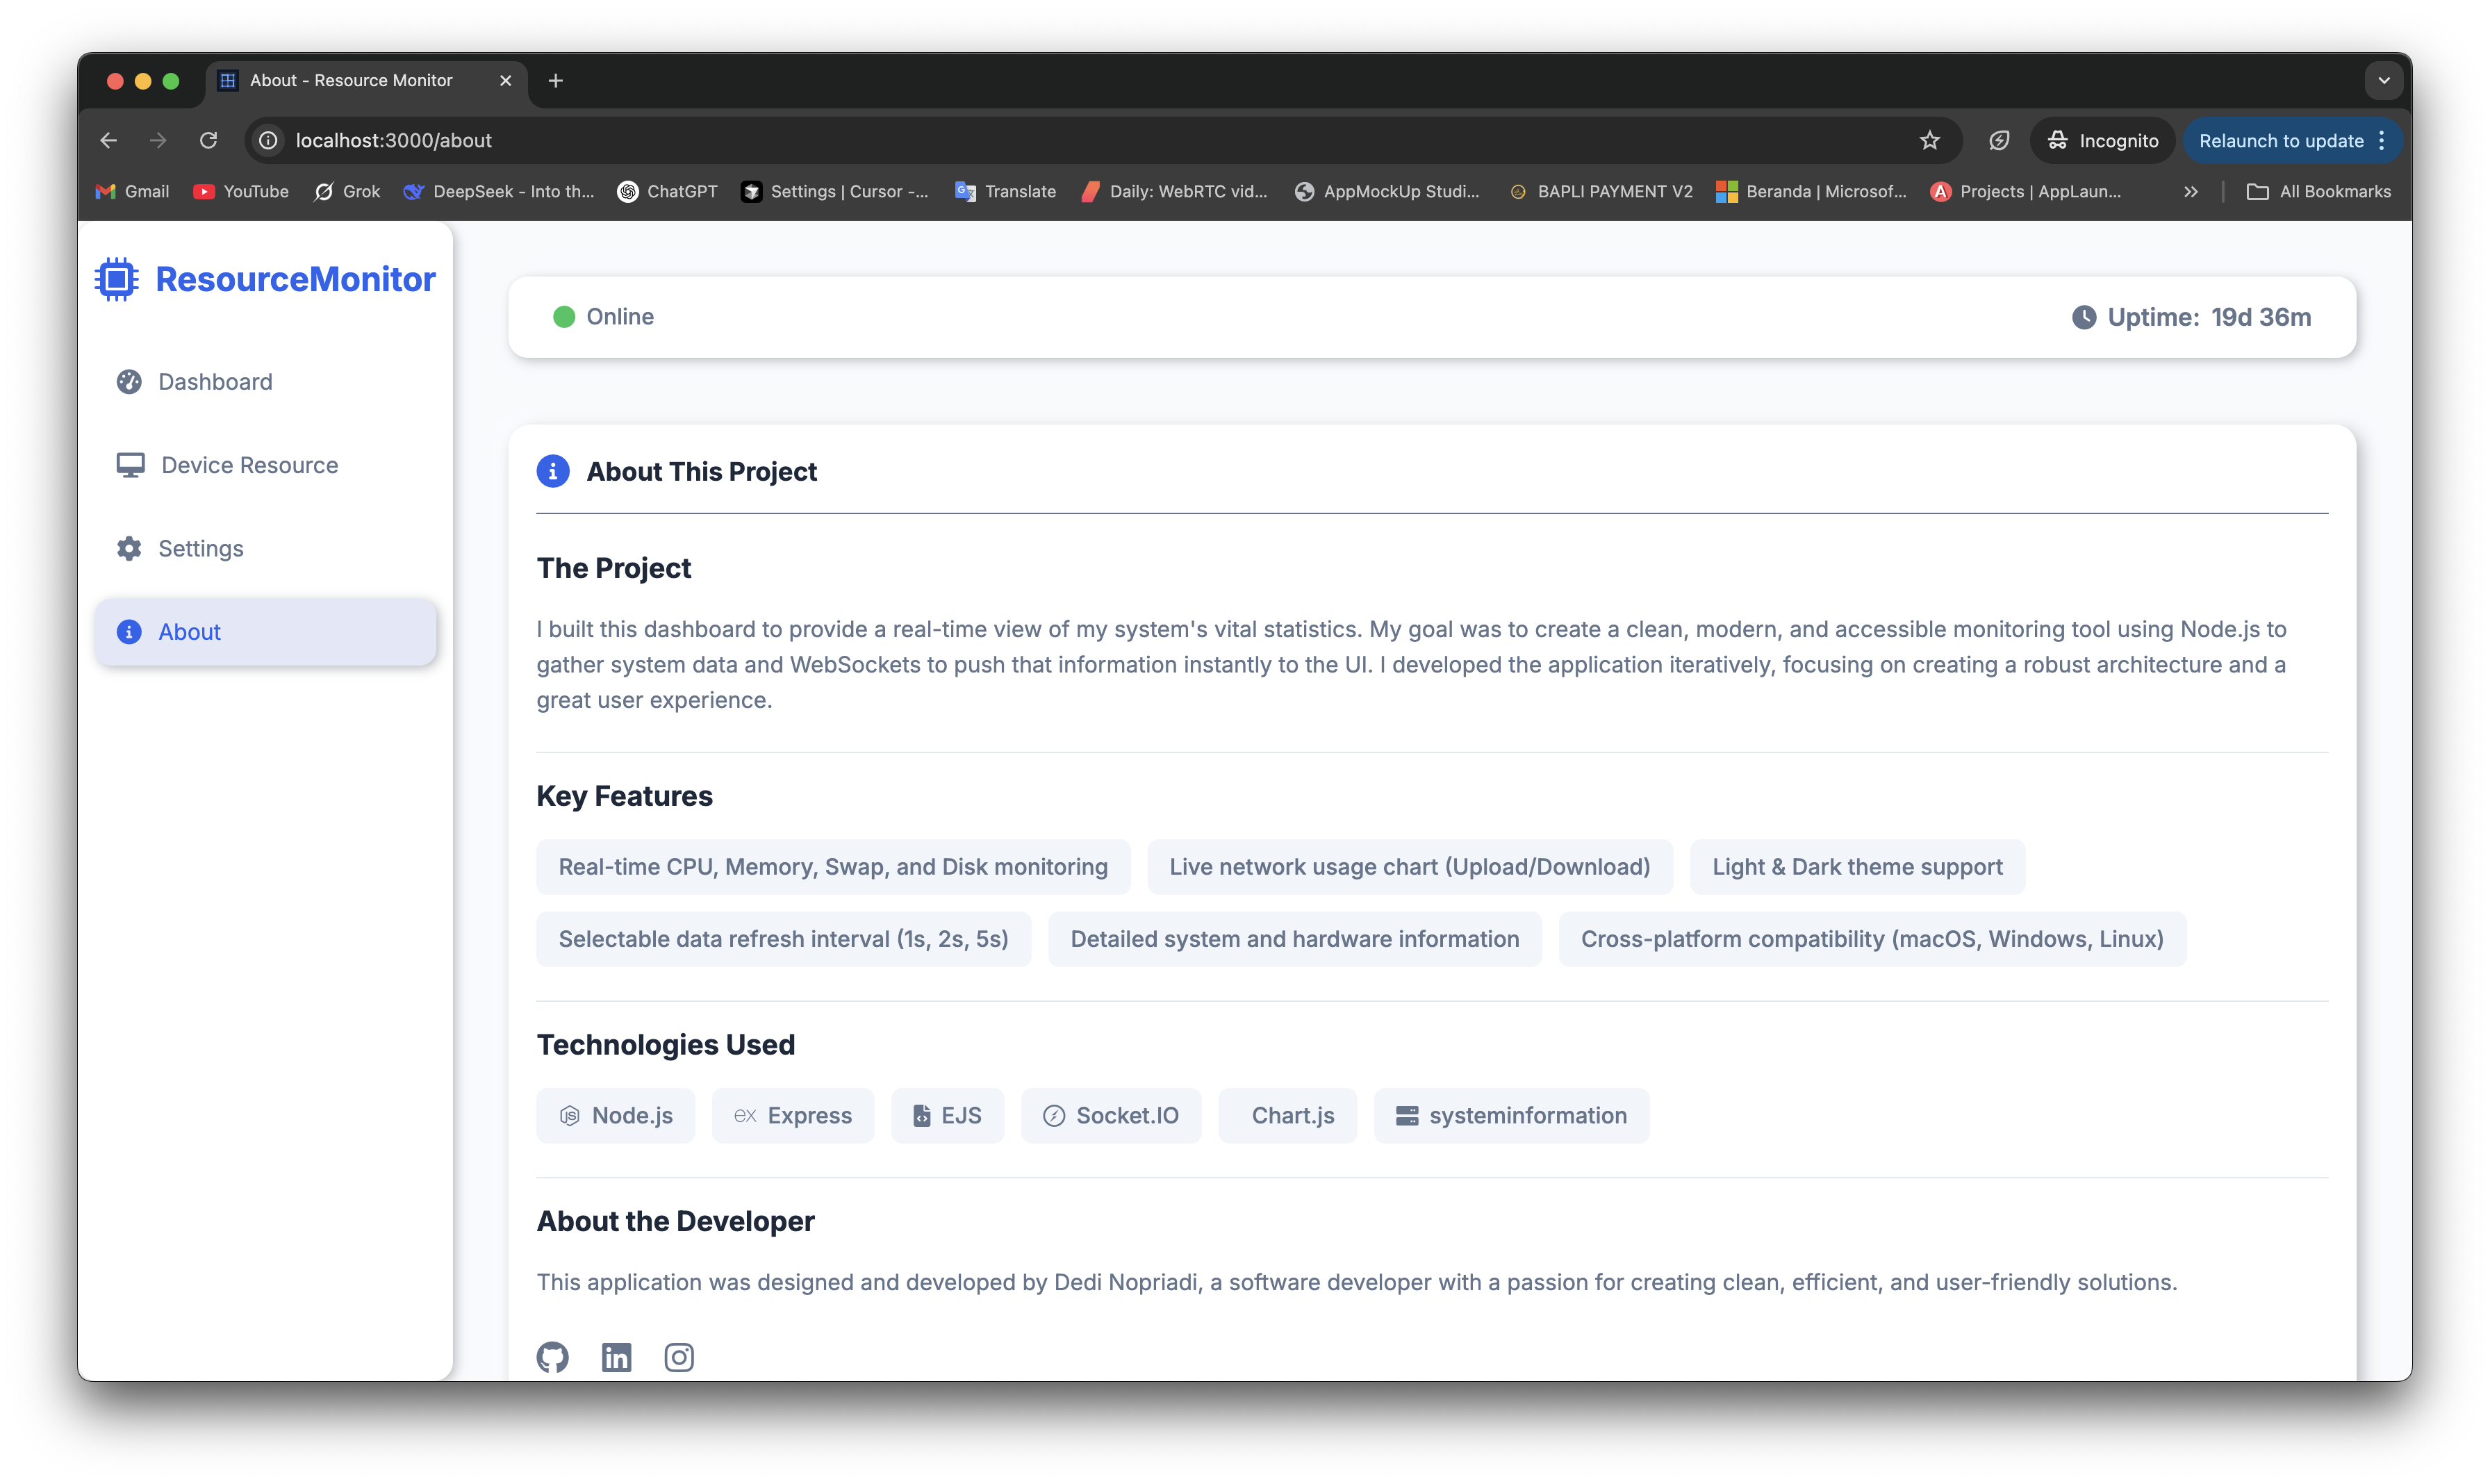 About - Resource Monitor
localhost:3000/about
Incognito
Relaunch to update
Gmail
YouTube
Grok
DeepSeek - Into th...
ChatGPT
Settings | Cursor -...
Translate
Daily: WebRTC vid...
AppMockUp Studi...
BAPLI PAYMENT V2
Beranda | Microsof...
Projects | AppLaun...
All Bookmarks
ResourceMonitor
Dashboard
Device Resource
Settings
About
Online
Uptime: 19d 36m
About This Project
The Project
I built this dashboard to provide a real-time view of my system's vital statistics. My goal was to create a clean, modern, and accessible monitoring tool using Node.js to
gather system data and WebSockets to push that information instantly to the UI. I developed the application iteratively, focusing on creating a robust architecture and a
great user experience.
Key Features
Real-time CPU, Memory, Swap, and Disk monitoring
Live network usage chart (Upload/Download)
Light & Dark theme support
Selectable data refresh interval (1s, 2s, 5s)
Detailed system and hardware information
Cross-platform compatibility (macOS, Windows, Linux)
Technologies Used
Node.js
ex Express
EJS
Socket.IO
Chart.js
systeminformation
About the Developer
This application was designed and developed by Dedi Nopriadi, a software developer with a passion for creating clean, efficient, and user-friendly solutions.